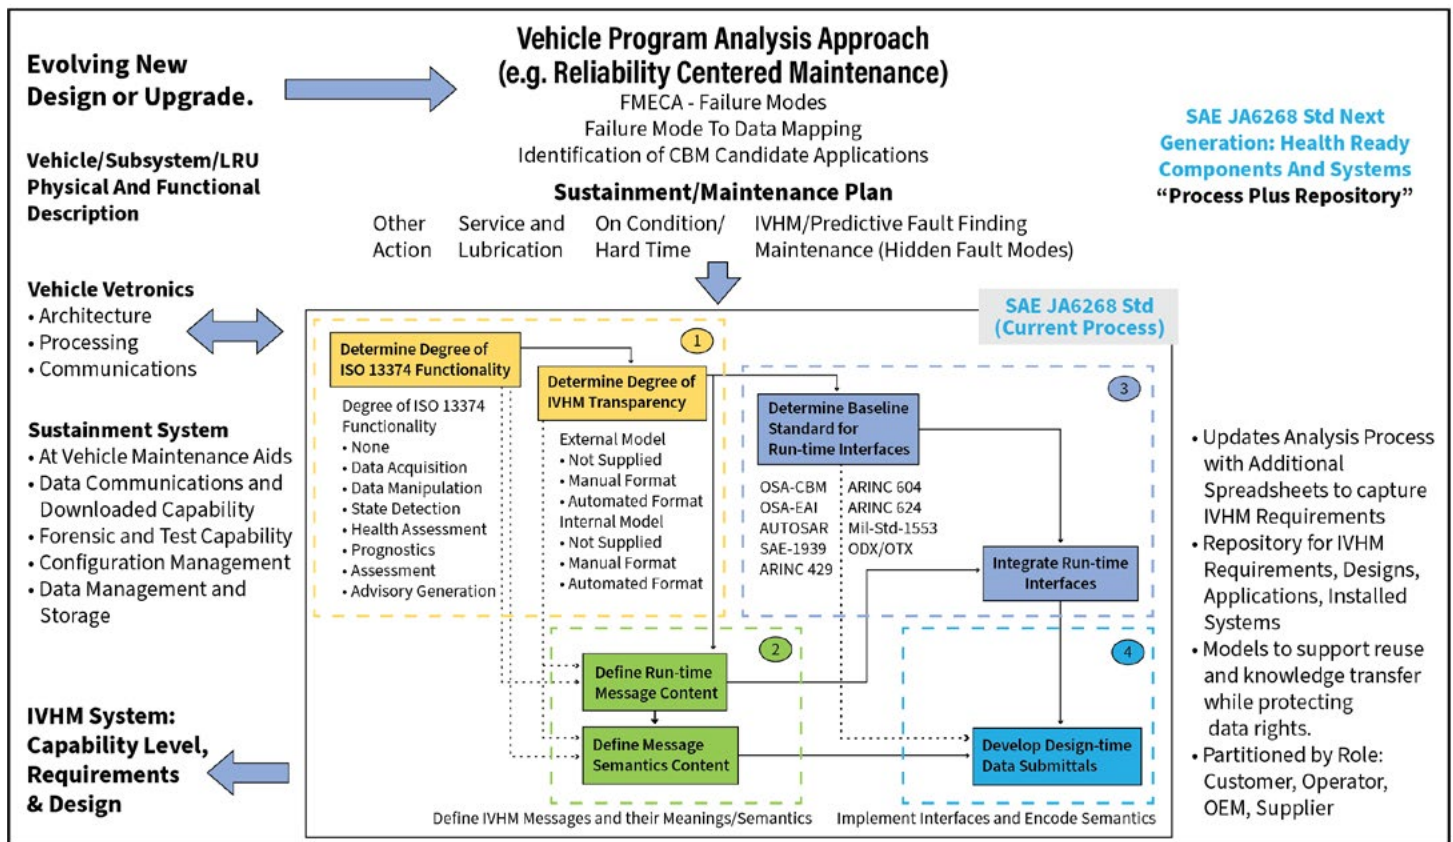 Evolving New
Design or Upgrade.
Vehicle Program Analysis Approach
(e.g. Reliability Centered Maintenance)
FMECA - Failure Modes
Failure Mode To Data Mapping
Identification of CBM Candidate Applications
Vehicle/Subsystem/LRU
Physical And Functional
Description
SAE JA6268 Std Next
Generation: Health Ready
Components And Systems
“Process Plus Repository”
Sustainment/Maintenance Plan
Other
Action
Service and
Lubrication
On Condition/
Hard Time
IVHM/Predictive Fault Finding
Maintenance (Hidden Fault Modes)
Vehicle Vetronics
• Architecture
• Processing
• Communications
Sustainment System
• At Vehicle Maintenance Aids
• Data Communications and
Downloaded Capability
• Forensic and Test Capability
• Configuration Management
• Data Management and
Storage
IVHM System:
Capability Level,
Requirements
& Design
SAE JA6268 Std
(Current Process)
1
Determine Degree of
ISO 13374 Functionality
Degree of ISO 13374
Functionality
• None
• Data Acquisition
• Data Manipulation
• State Detection
• Health Assessment
• Prognostics
• Assessment
• Advisory Generation
Determine Degree of
IVHM Transparency
External Model
• Not Supplied
• Manual Format
• Automated Format
Internal Model
• Not Supplied
• Manual Format
• Automated Format
3
Determine Baseline
Standard for
Run-time Interfaces
OSA-CBM
OSA-EAI
AUTOSAR
SAE-1939
ARINC 429
ARINC 604
ARINC 624
Mil-Std-1553
ODX/OTX
Integrate Run-time
Interfaces
2
Define Run-time
Message Content
Define Message
Semantics Content
4
Develop Design-time
Data Submittals
Define IVHM Messages and their Meanings/Semantics
Implement Interfaces and Encode Semantics
• Updates Analysis Process
with Additional
Spreadsheets to capture
IVHM Requirements
• Repository for IVHM
Requirements, Designs,
Applications, Installed
Systems
• Models to support reuse
and knowledge transfer
while protecting
data rights.
• Partitioned by Role:
Customer, Operator,
OEM, Supplier